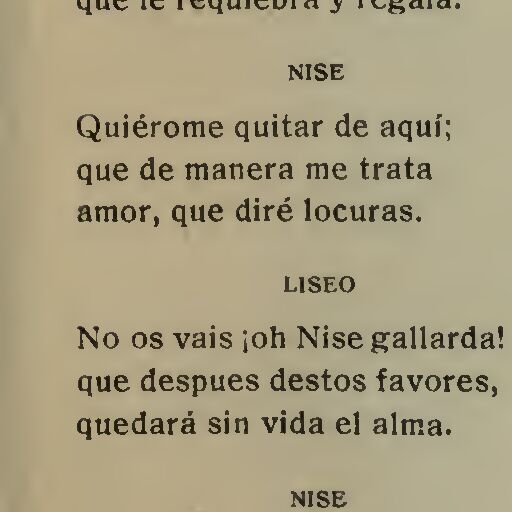 que le requiebra y regala.
NISE
Quiérome quitar de aquí;
que de manera me trata
amor, que diré locuras.
LISEO
No os vais ¡oh Nise gallarda!
que despues destos favores,
quedará sin vida el alma.
NISE